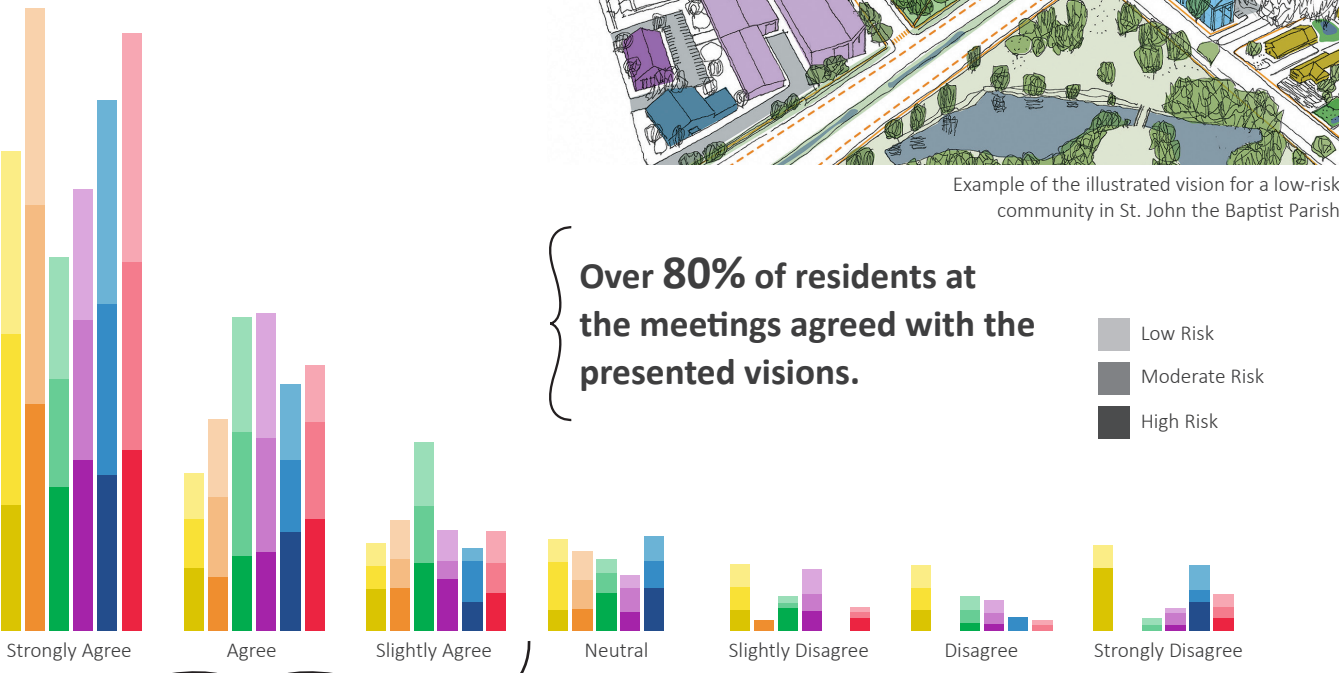 Example of the illustrated vision for a low-risk
community in St. John the Baptist Parish
Over 80% of residents at
the meetings agreed with the
presented visions.
Low Risk
Moderate Risk
High Risk
Strongly Agree
Agree
Slightly Agree
Neutral
Slightly Disagree
Disagree
Strongly Disagree